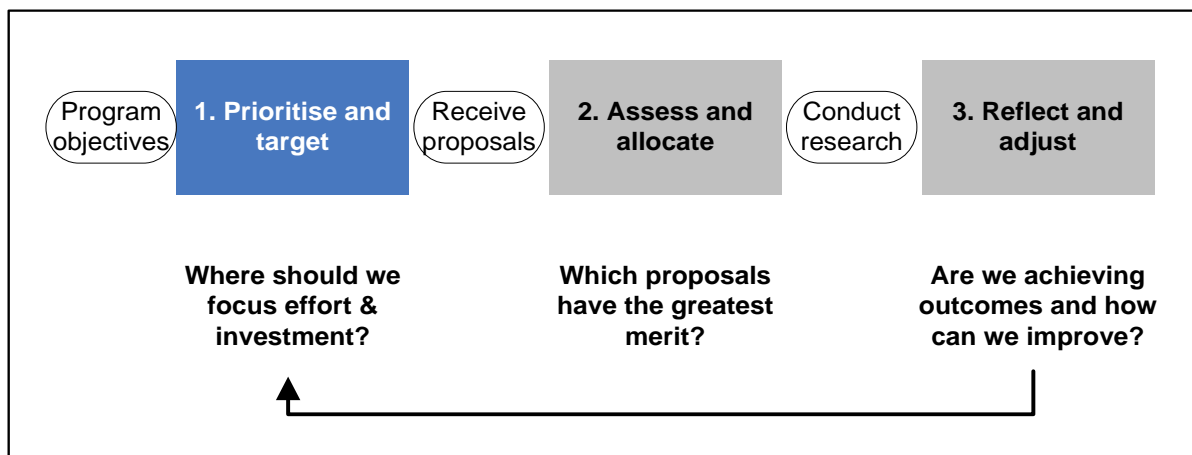 Program
objectives
1. Prioritise and
target
Receive
proposals
2. Assess and
allocate
Conduct
research
3. Reflect and
adjust
Where should we
focus effort &
investment?
Which proposals
have the greatest
merit?
Are we achieving
outcomes and how
can we improve?